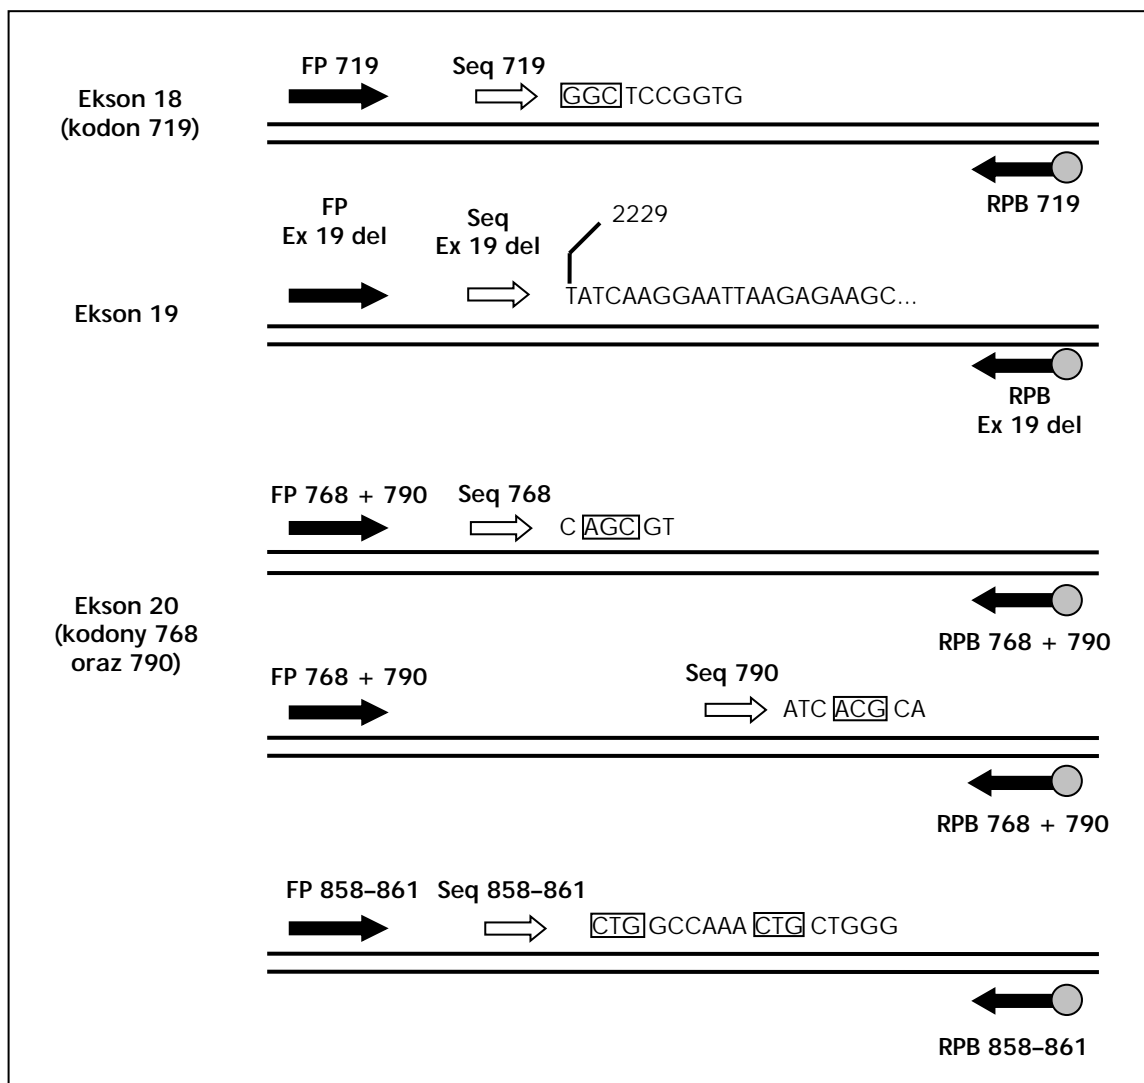 FP 719
Seq 719
GGC TCCGGTG
Ekson 18
(kodon 719)
RPB 719
FP
Ex 19 del
Seq
Ex 19 del
2229
TATCAAGGAATTAAGAGAAGC...
Ekson 19
RPB
Ex 19 del
FP 768 + 790
Seq 768
C AGC GT
RPB 768 + 790
Ekson 20
(kodony 768
oraz 790)
FP 768 + 790
Seq 790
ATC ACG CA
RPB 768 + 790
FP 858–861
Seq 858–861
CTG GCCAAA CTG CTGGG
RPB 858–861